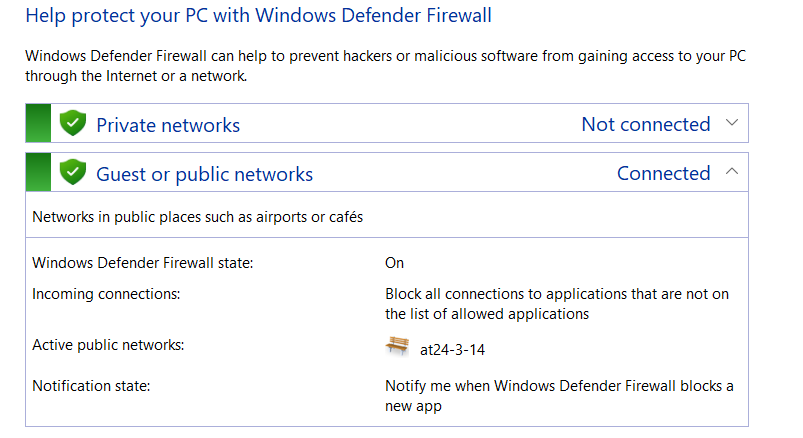 Help protect your PC with Windows Defender Firewall
Windows Defender Firewall can help to prevent hackers or malicious software from gaining access to your PC
through the Internet or a network.
Private networks
Not connected
Guest or public networks
Connected
Networks in public places such as airports or cafés
Windows Defender Firewall state:
On
Incoming connections:
Block all connections to applications that are not on
the list of allowed applications
Active public networks:
at24-3-14
Notification state:
Notify me when Windows Defender Firewall blocks a
new app